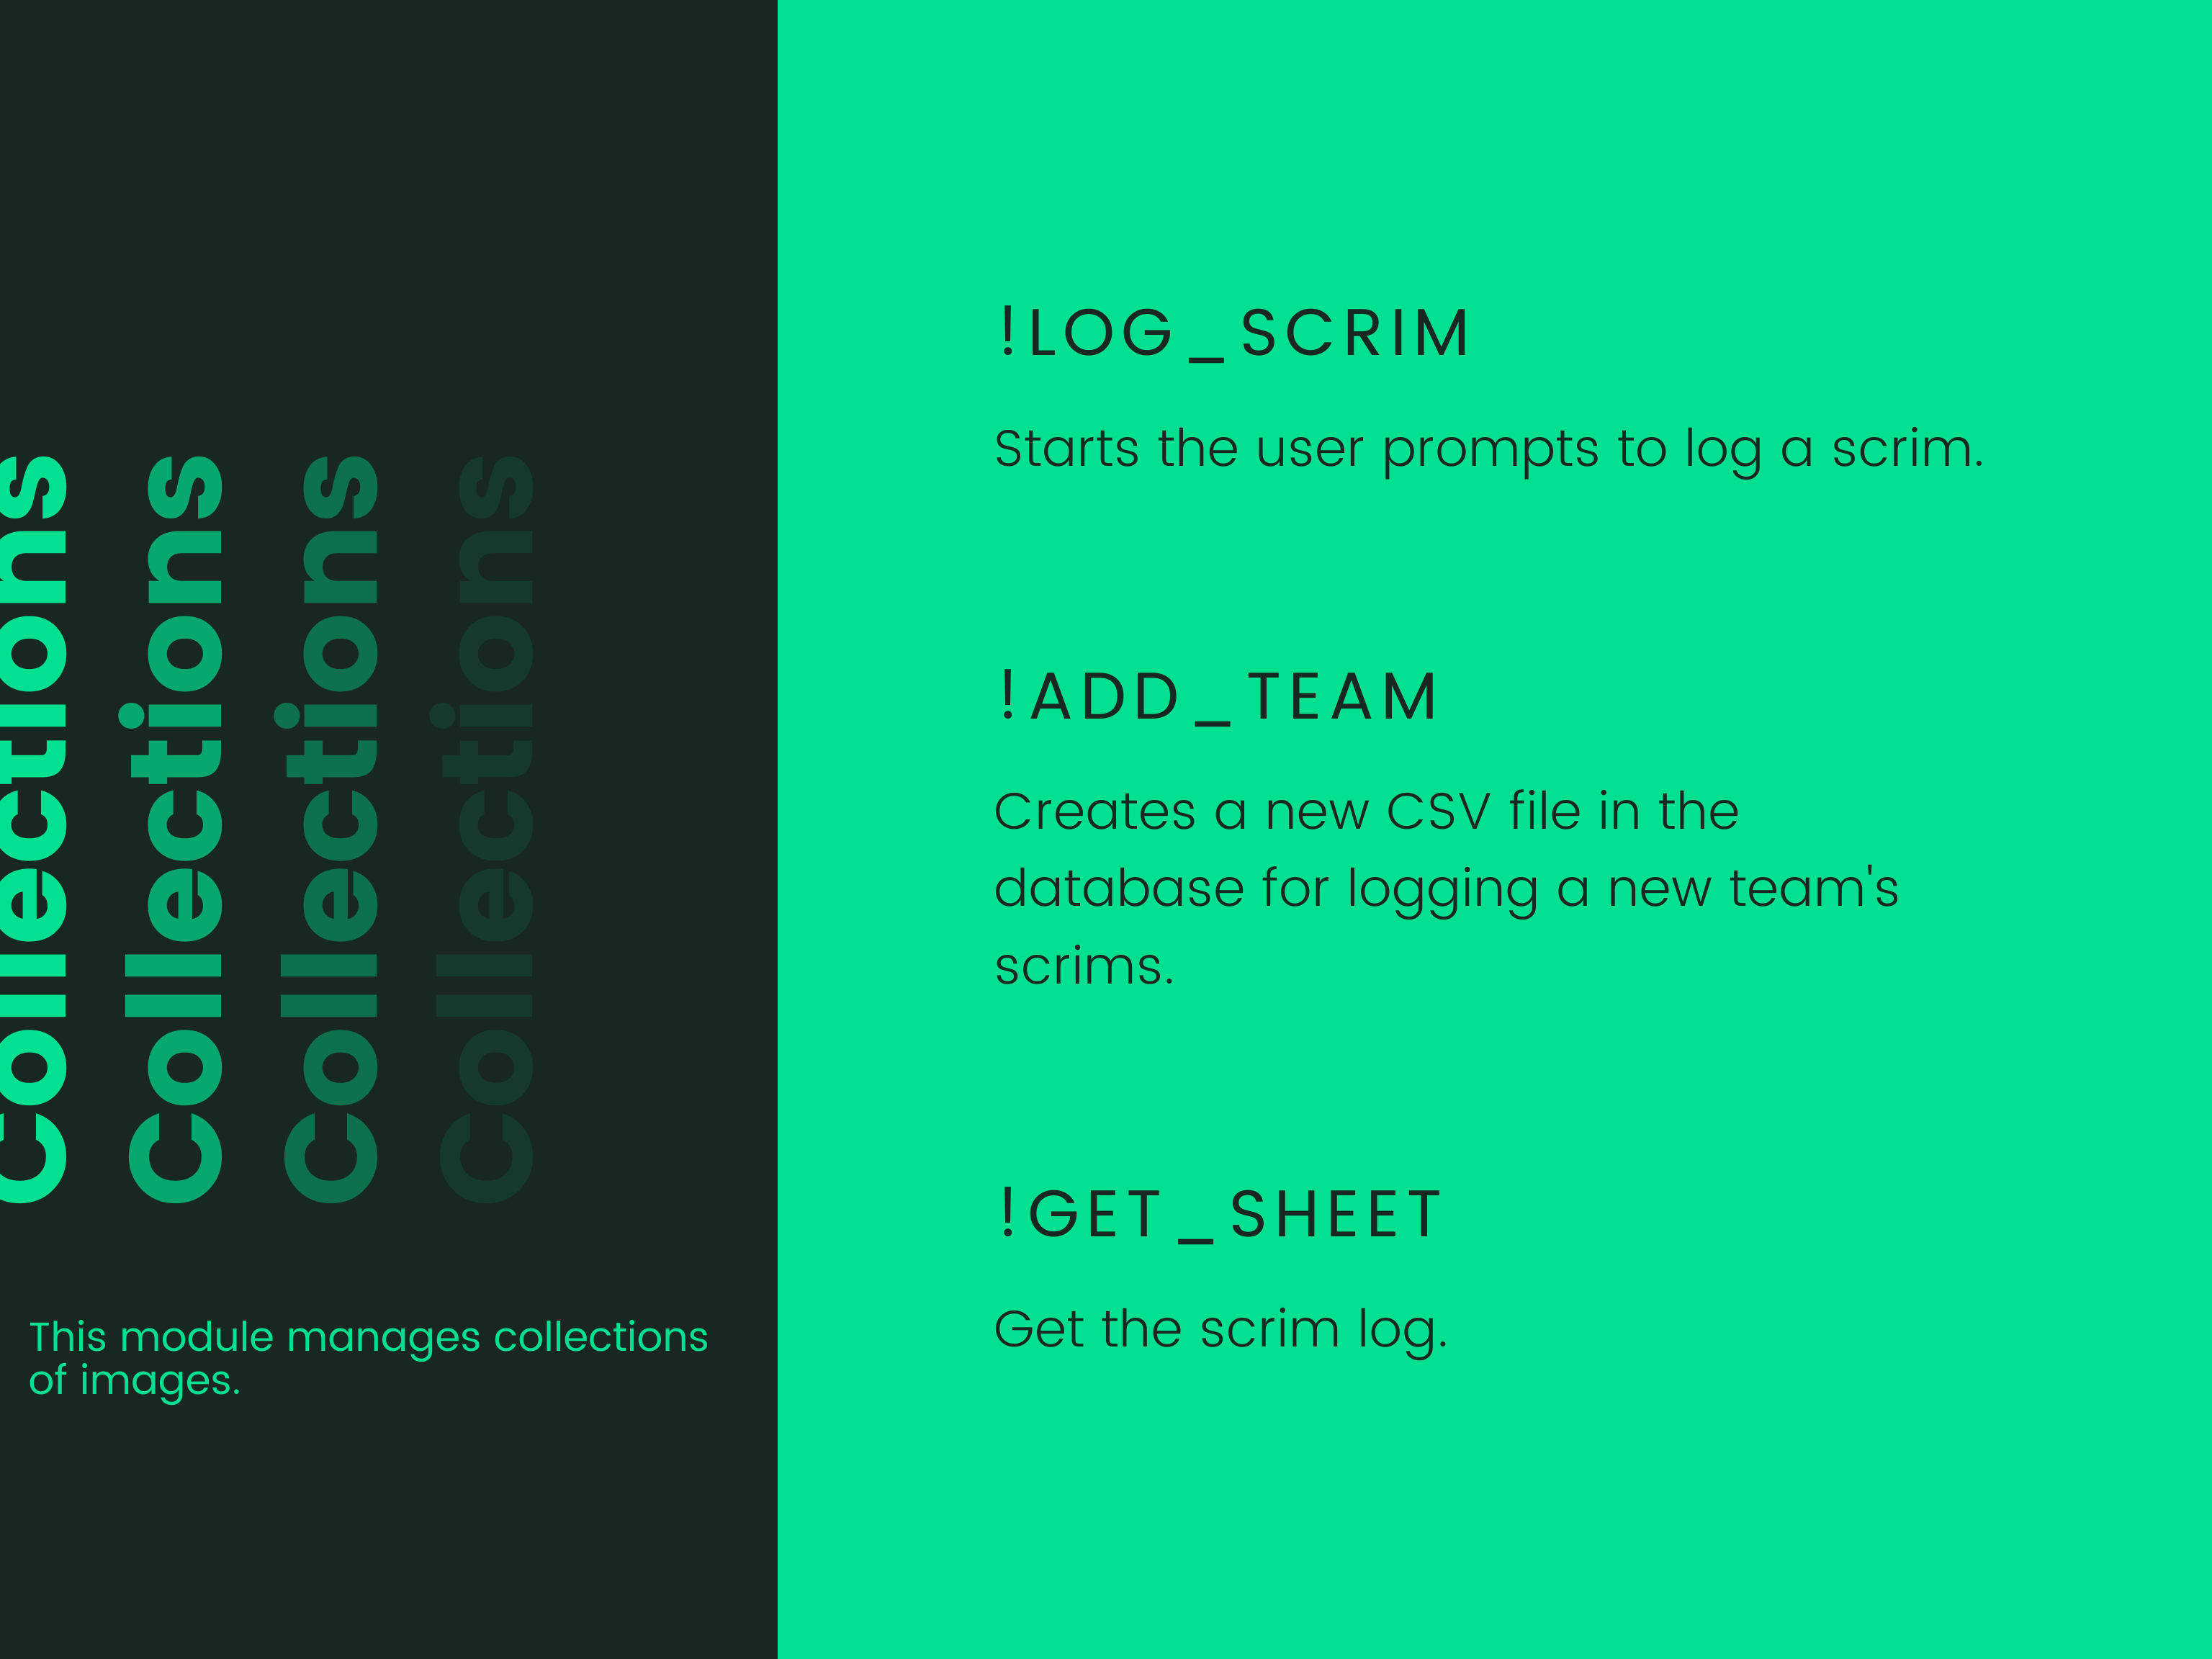 Collections
Collections
Collections
Collections
This module manages collections
of images.
!LOG_SCRIM
Starts the user prompts to log a scrim.
!ADD_TEAM
Creates a new CSV file in the
database for logging a new team's
scrims.
!GET_SHEET
Get the scrim log.